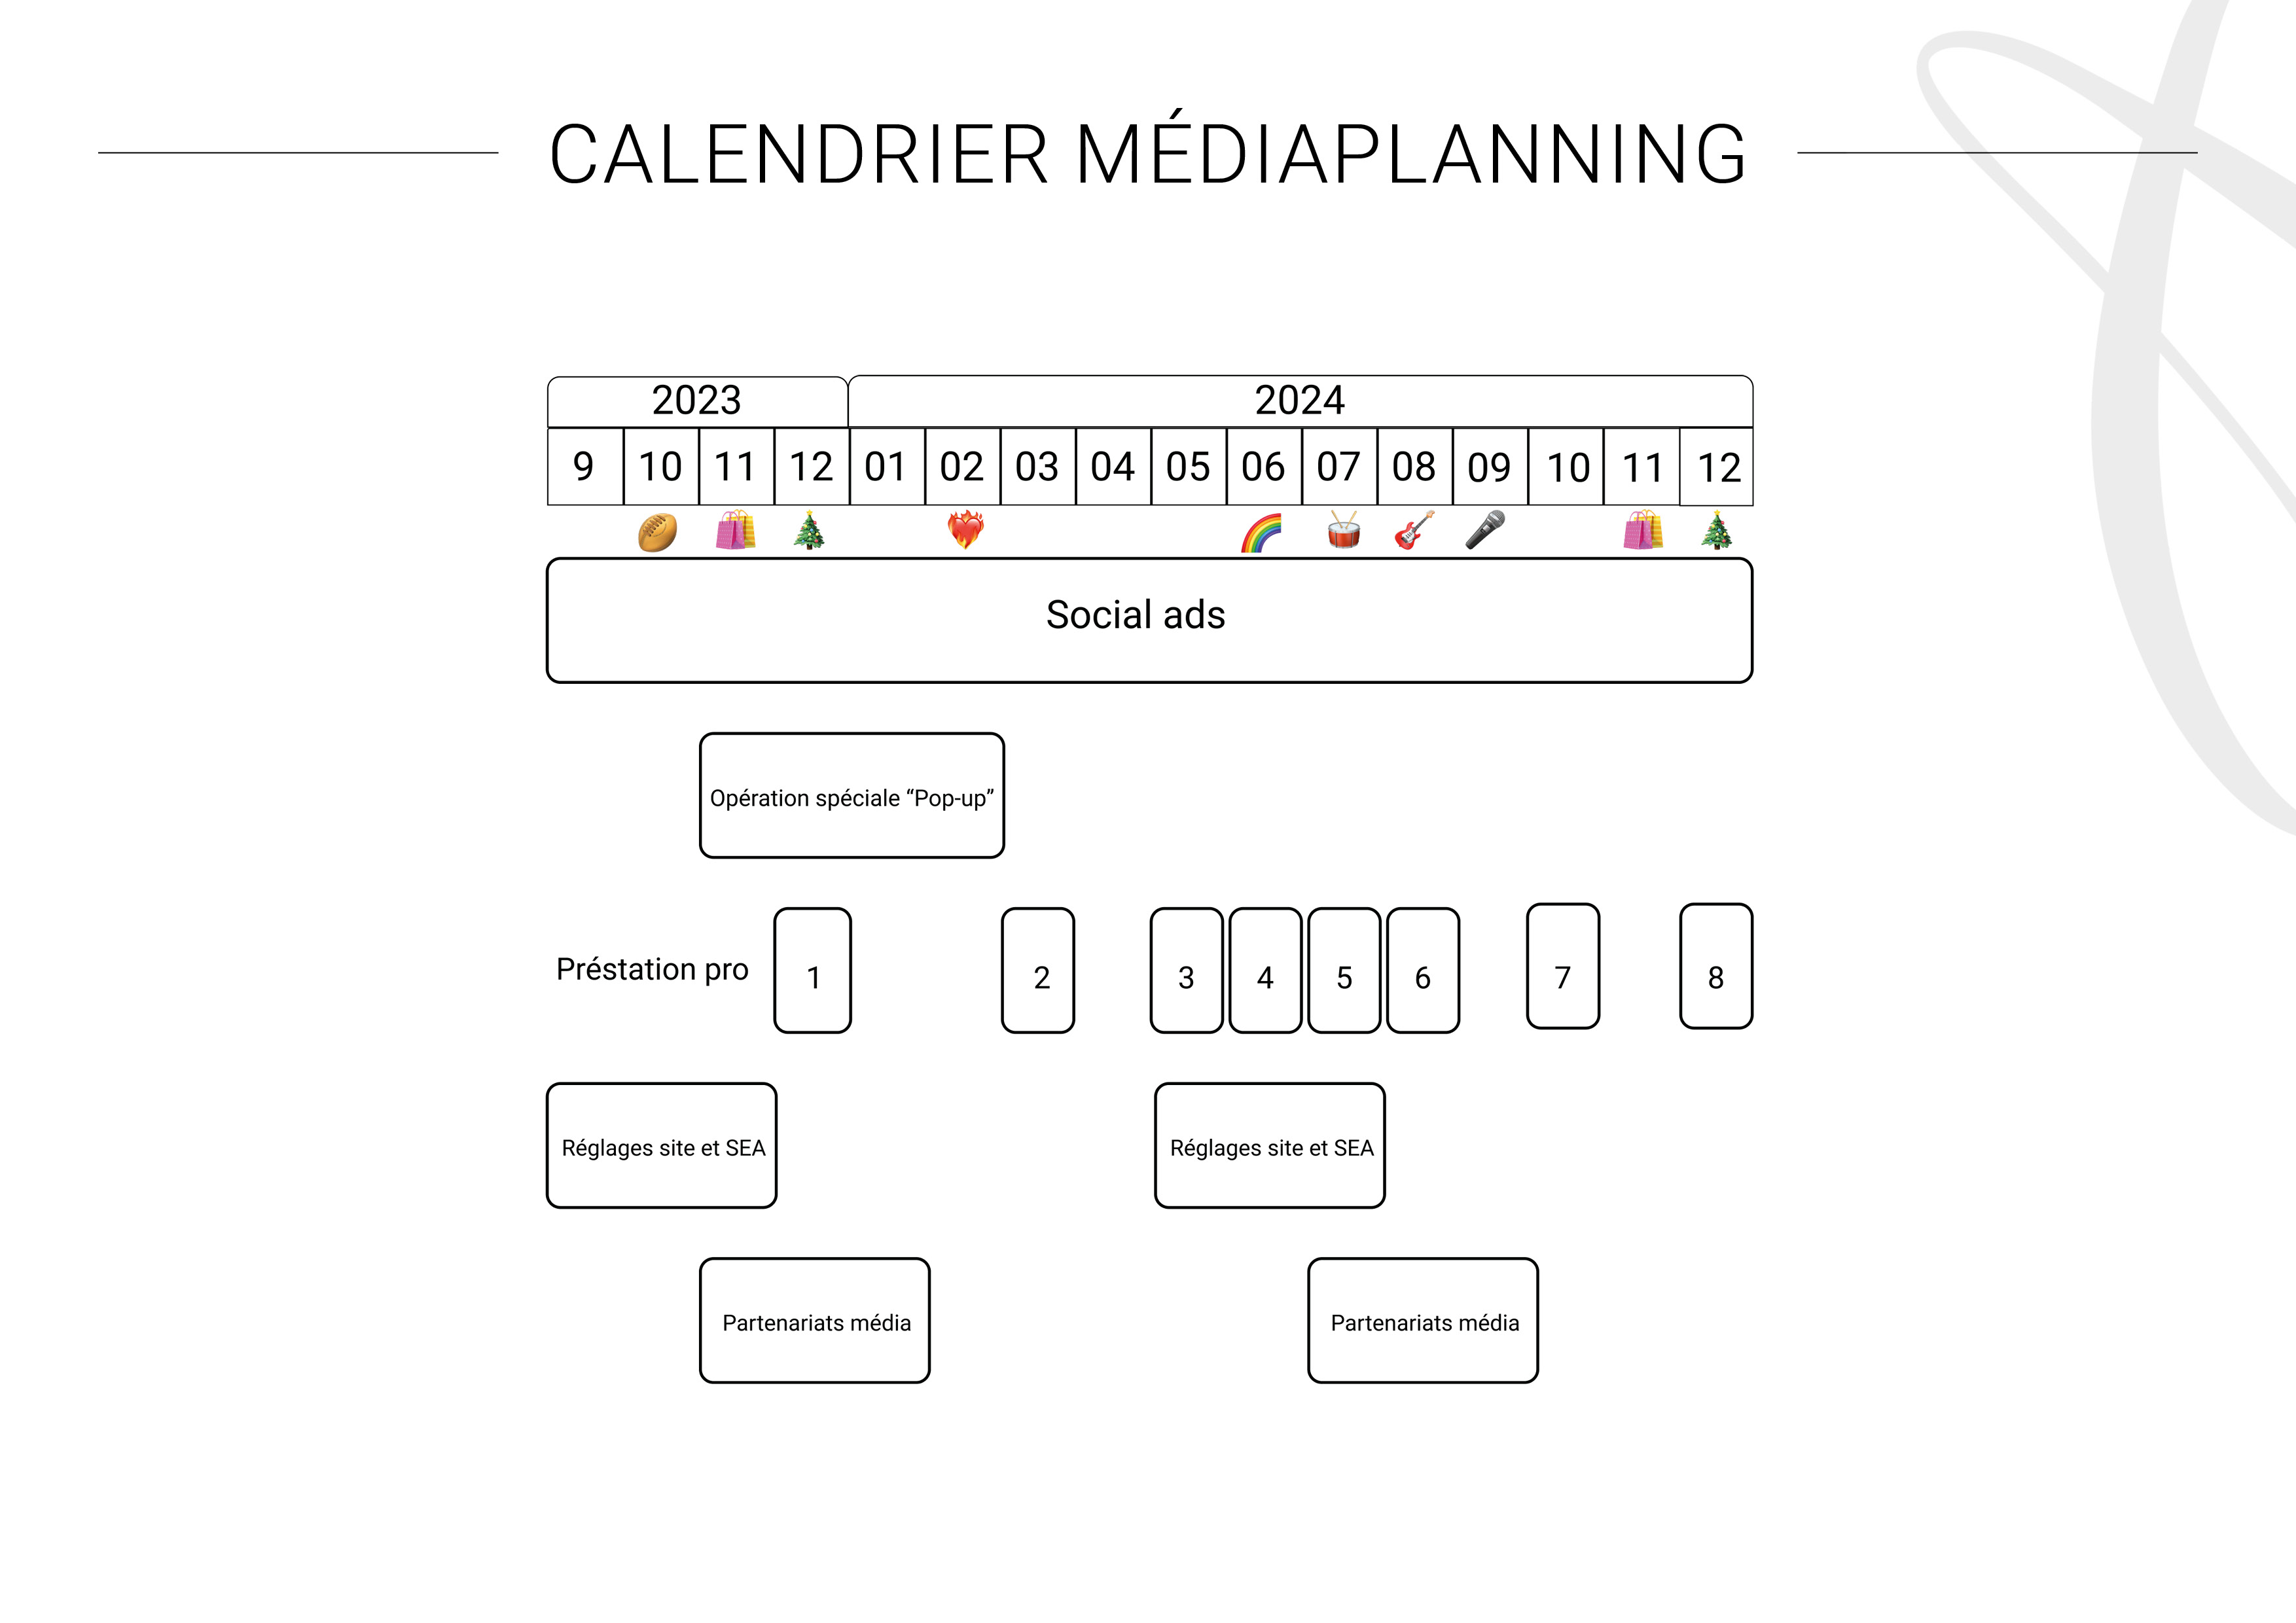 CALENDRIER MÉDIAPLANNING
2023 2024
9 10 11 12 01 02 03 04 05 06 07 08 09 10 11 12
Social ads
Opération spéciale “Pop-up”
Préstation pro 1 2 3 4 5 6 7 8
Réglages site et SEA Réglages site et SEA
Partenariats média Partenariats média